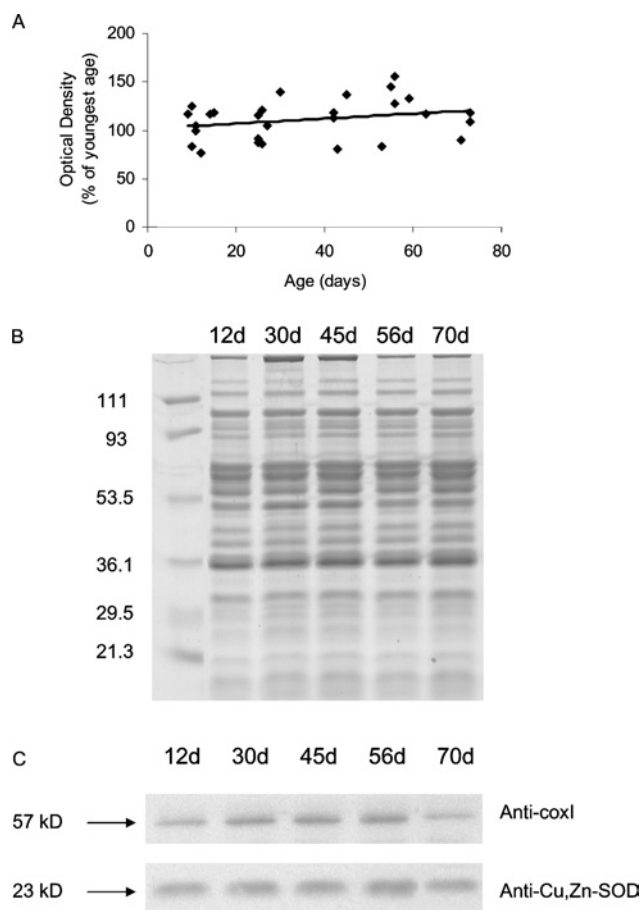 A
Optical Density
(% of youngest age)
200
150
100
50
0
0 20 40 60 80
Age (days)
B
12d 30d 45d 56d 70d
111
93
53.5
36.1
29.5
21.3
C
12d 30d 45d 56d 70d
57 kD
Anti-coxI
23 kD
Anti-Cu,Zn-SOD